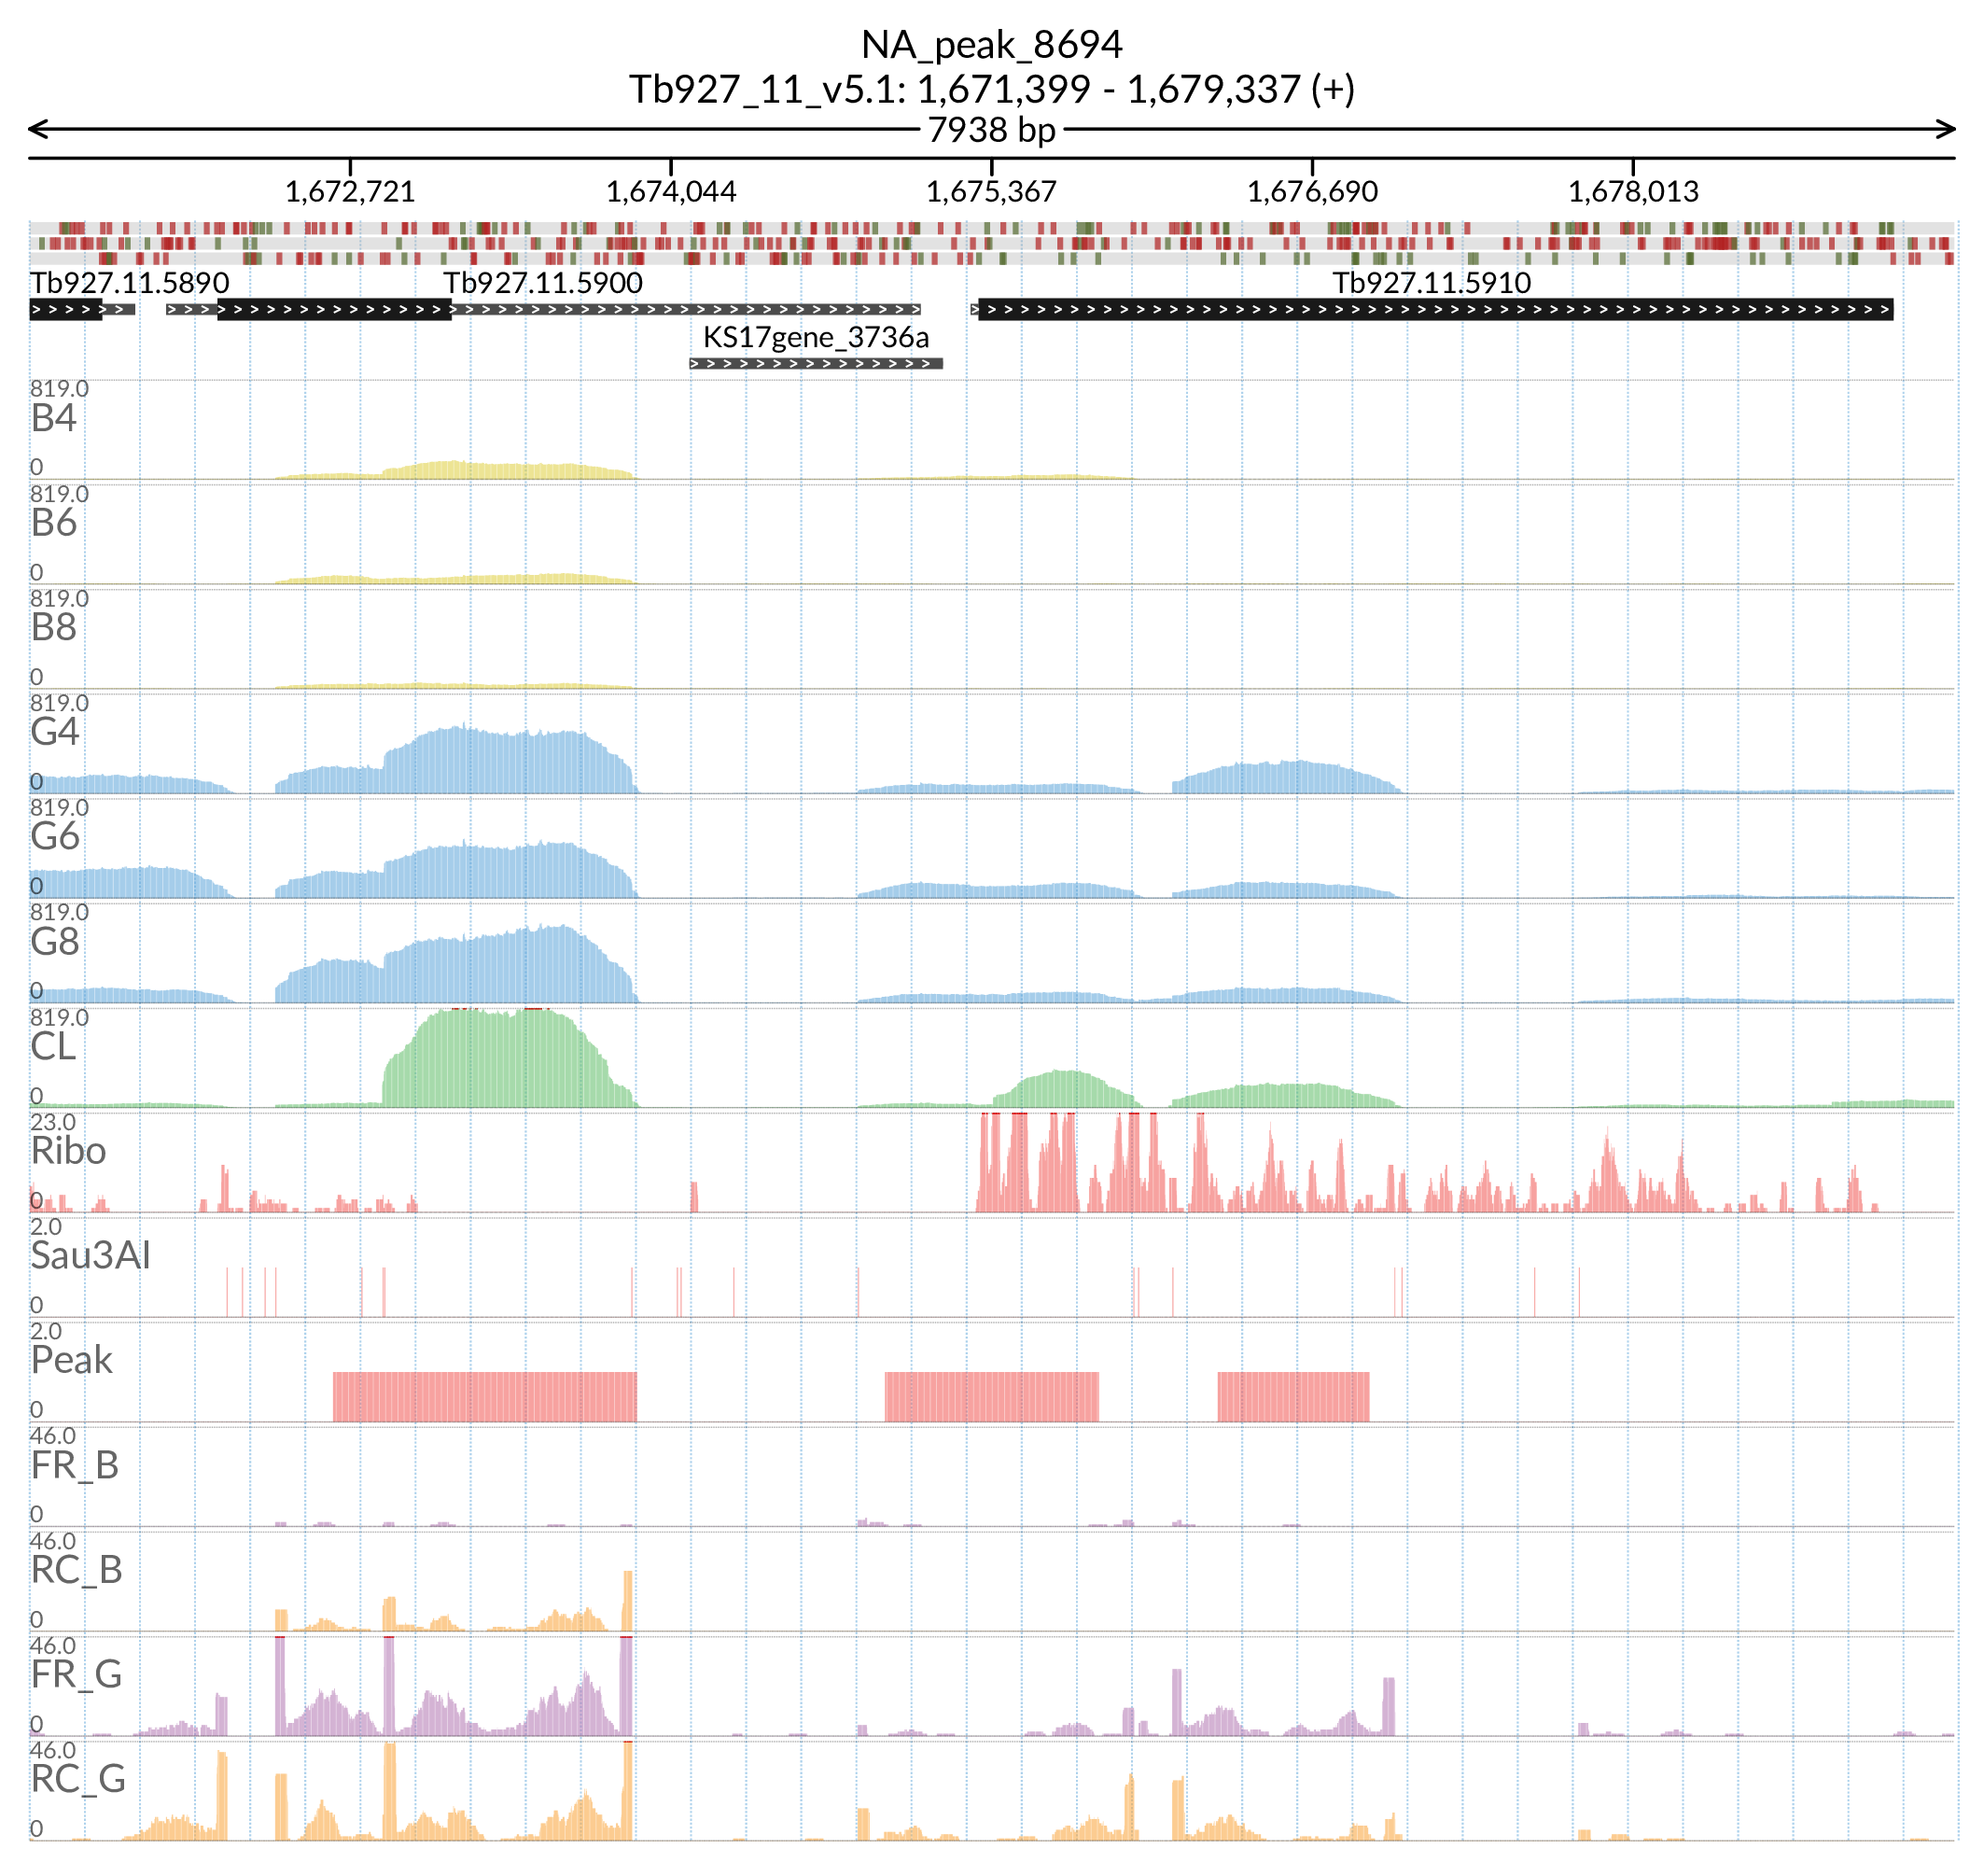 NA_peak_8694
Tb927_11_v5.1: 1,671,399 - 1,679,337 (+)
7938 bp
1,672,721 1,674,044 1,675,367 1,676,690 1,678,013
Tb927.11.5890 Tb927.11.5900 Tb927.11.5910
KS17gene_3736a
819.0
B4
0
819.0
B6
0
819.0
B8
0
819.0
G4
0
819.0
G6
0
819.0
G8
0
819.0
CL
0
23.0
Ribo
0
2.0
Sau3AI
0
2.0
Peak
0
46.0
FR_B
0
46.0
RC_B
0
46.0
FR_G
0
46.0
RC_G
0